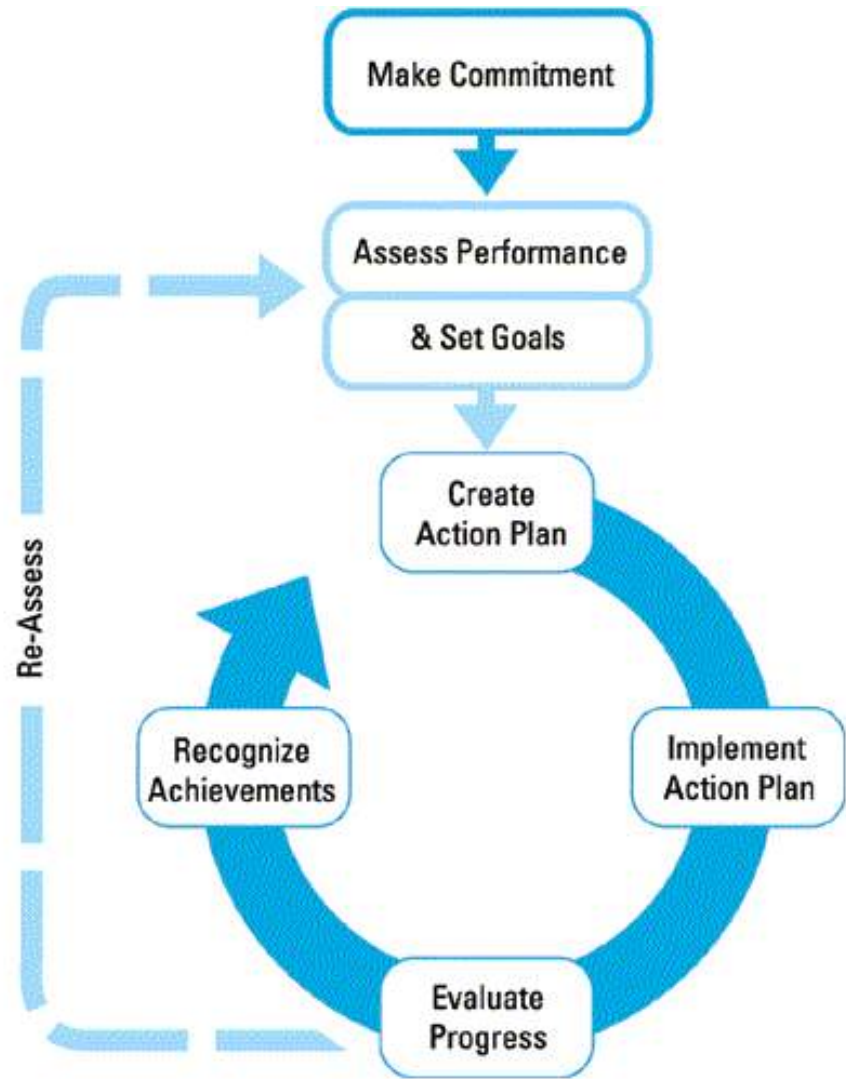 Make Commitment
Assess Performance
& Set Goals
Create
Action Plan
Re-Assess
Recognize
Achievements
Implement
Action Plan
Evaluate
Progress